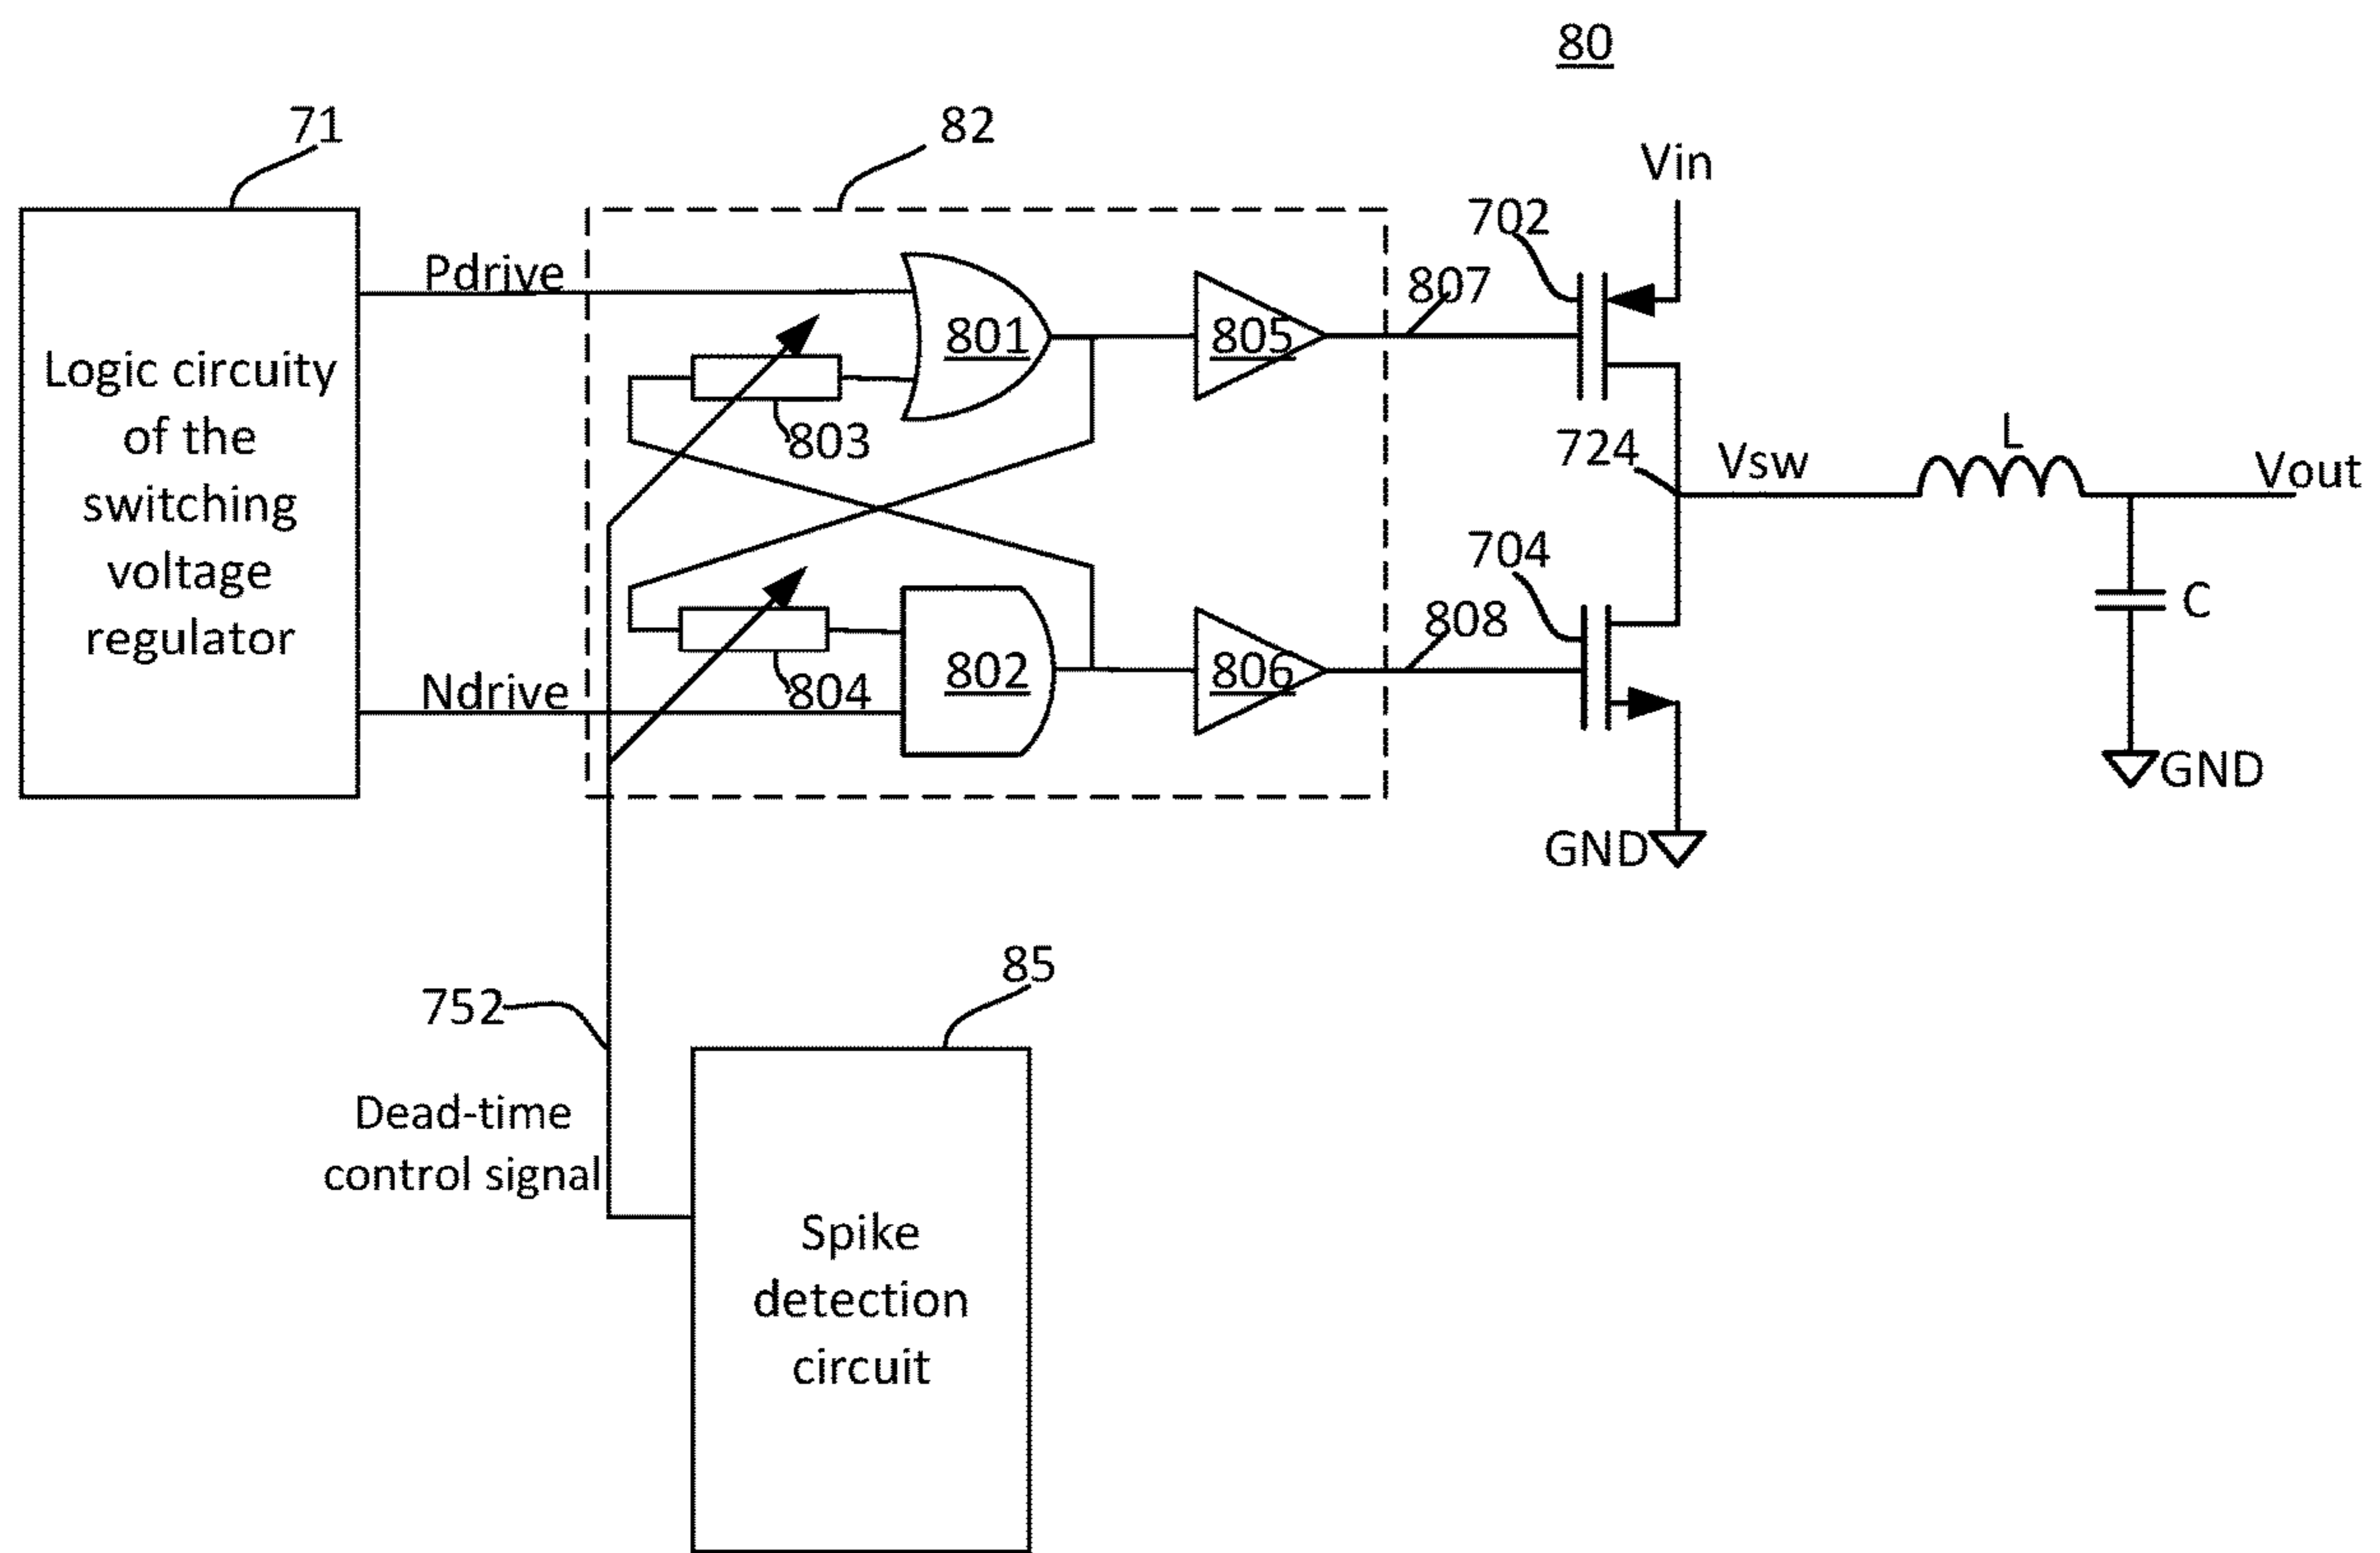 80
71
82
Vin
702
Pdrive
807
801
805
Logic circuity
of the
switching
voltage
regulator
803
724
Vsw
L
Vout
704
C
808
802
806
Ndrive
804
GND
GND
85
752
Dead-time
control signal
Spike
detection
circuit